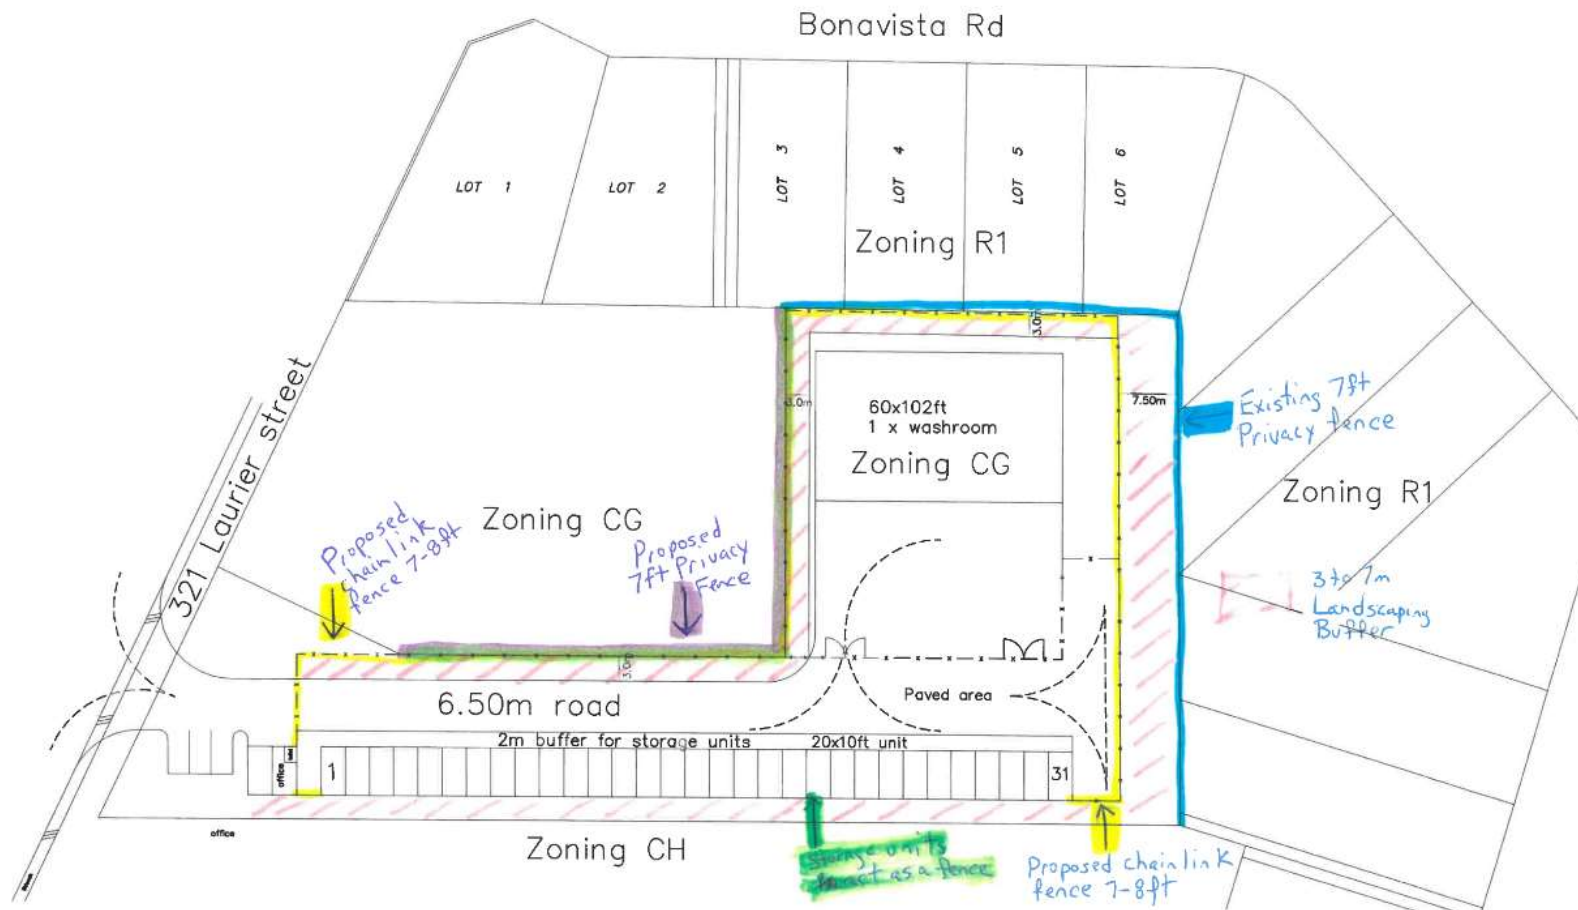 Bonavista Rd
LOT 1
LOT 2
LOT 3
LOT 4
LOT 5
LOT 6
Zoning R1
3.0m
3.0m
7.50m
60x102ft
1 x washroom
Zoning CG
Existing 7ft
Privacy fence
Zoning R1
321 Laurier street
Zoning CG
Proposed
chainlink
fence 7-8ft
Proposed
7ft Privacy
Fence
3 to 7m
Landscaping
Buffer
3.0m
Paved area
6.50m road
2m buffer for storage units
20x10ft unit
office
1
31
office
Zoning CH
Storage units
to act as a fence
Proposed chainlink
fence 7-8ft